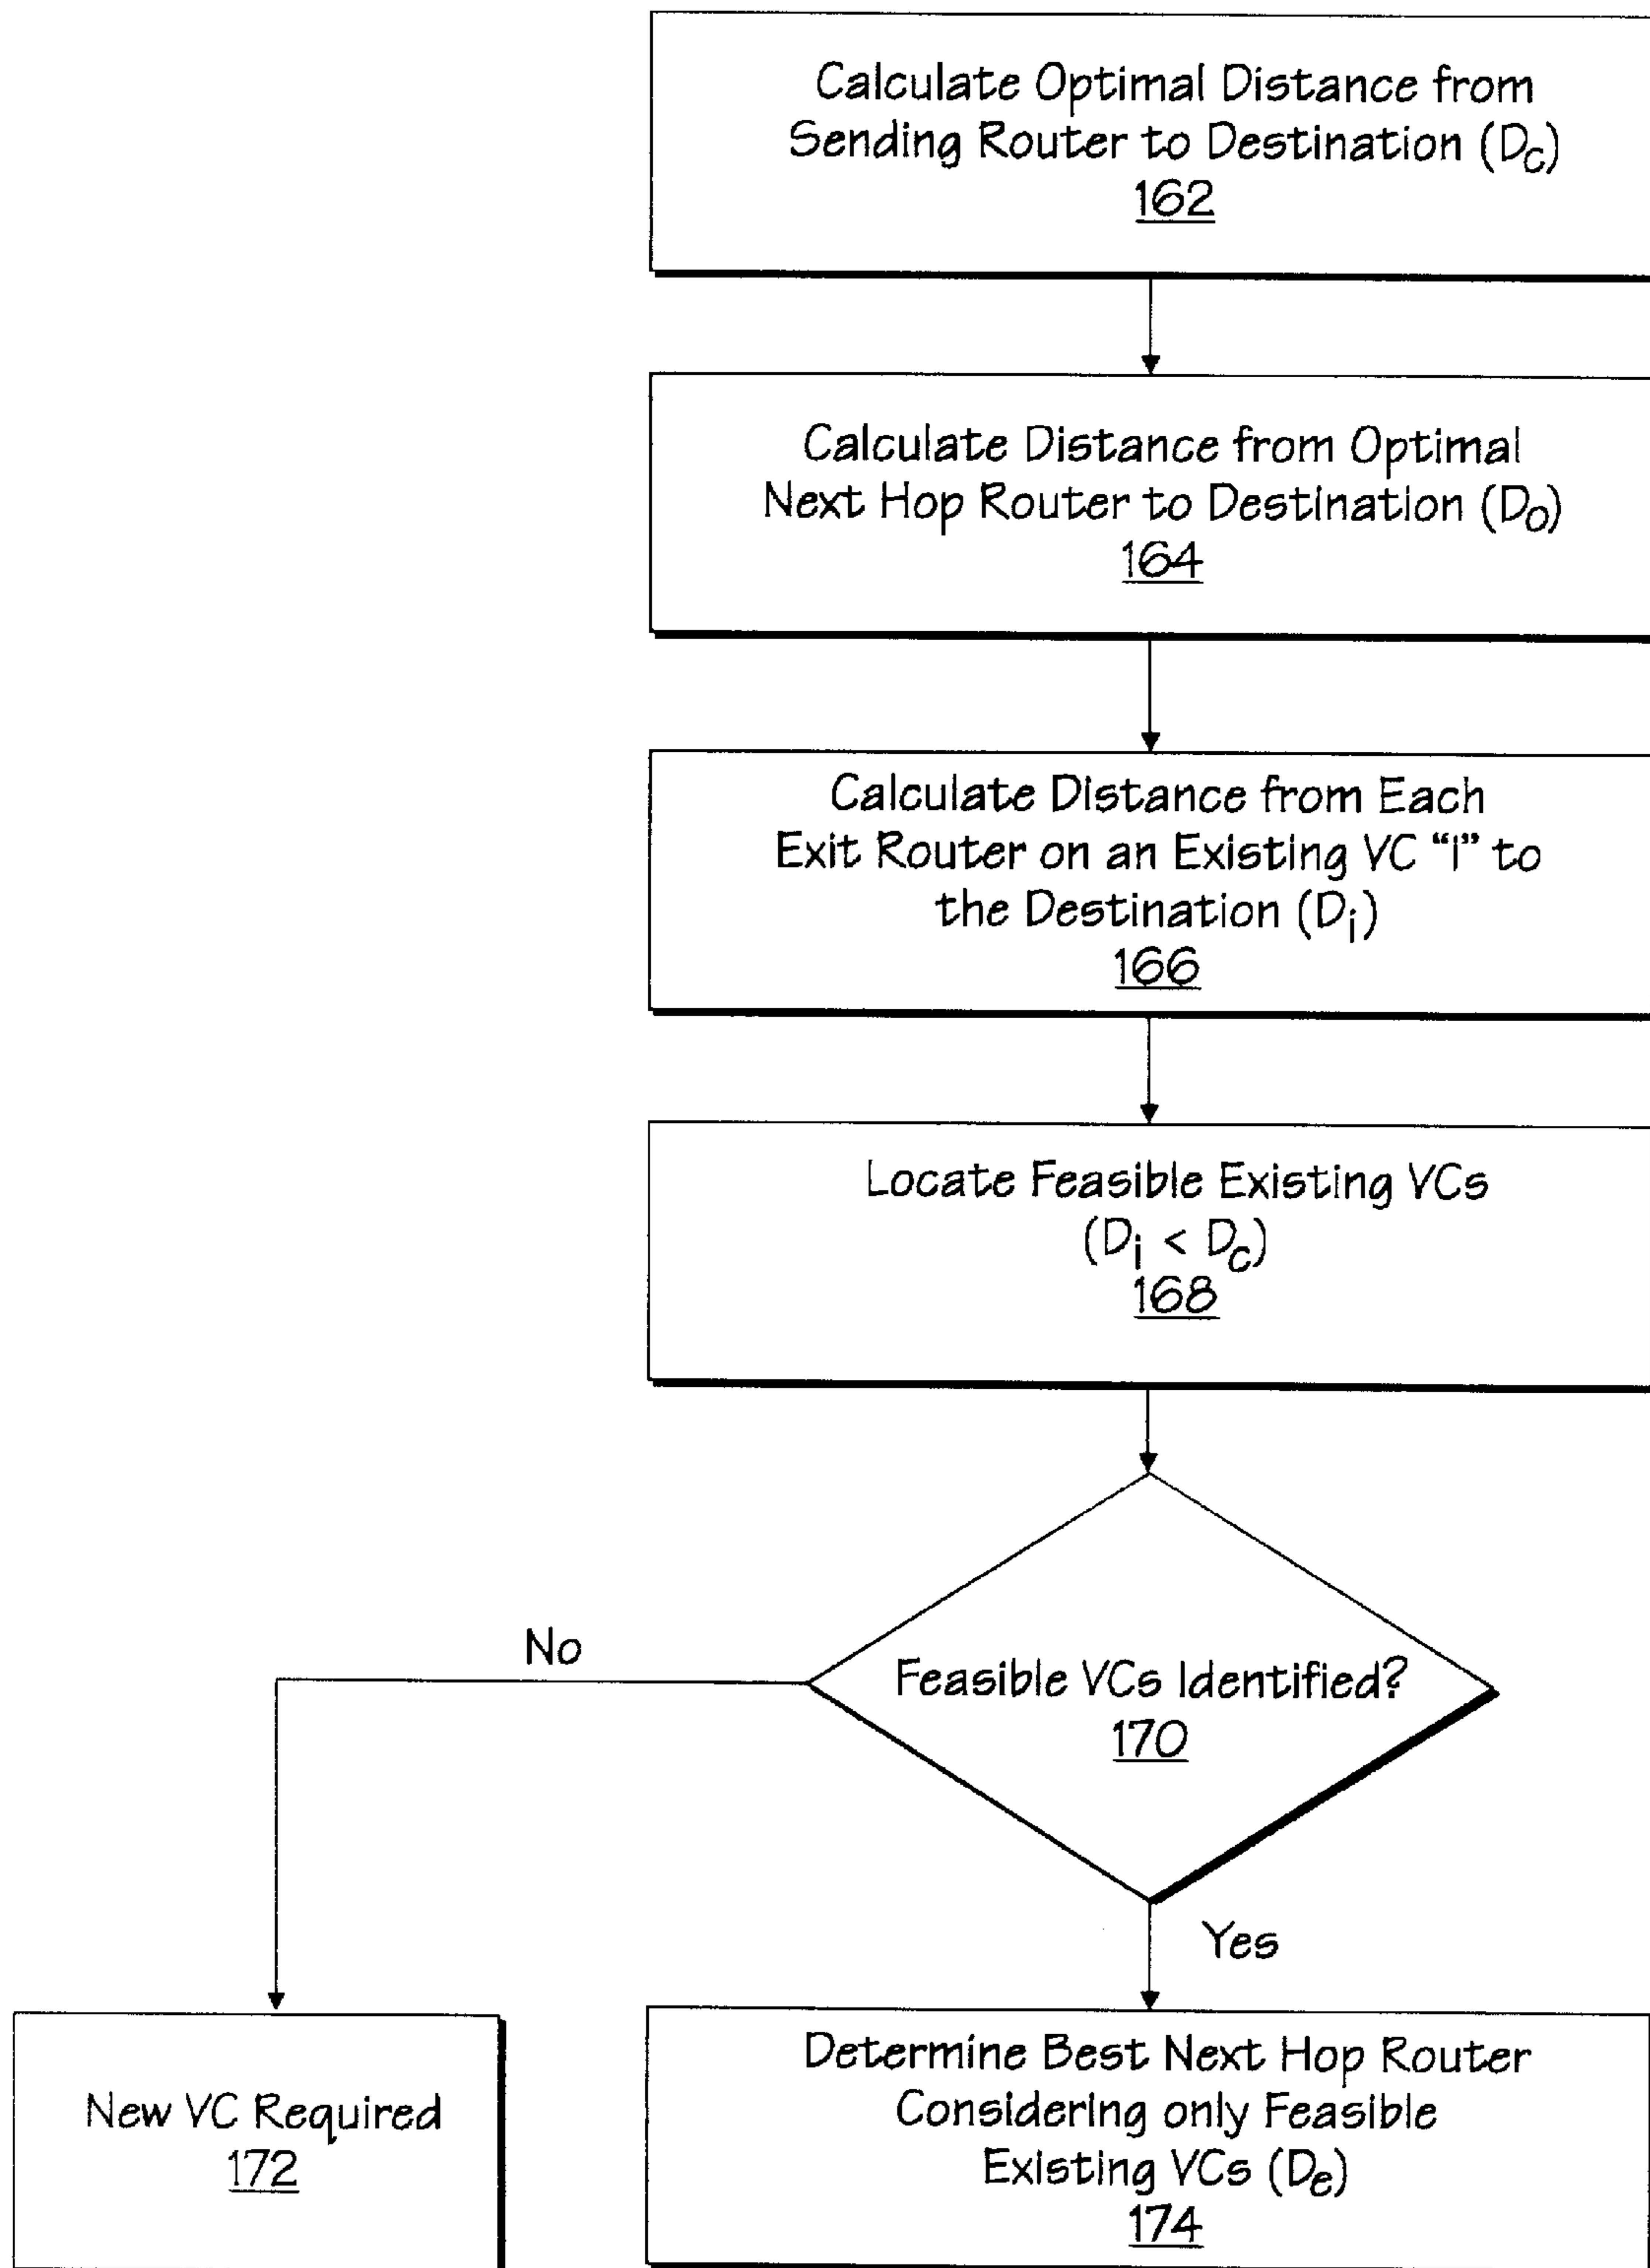 Calculate Optimal Distance from
Sending Router to Destination (Dc)
162
Calculate Distance from Optimal
Next Hop Router to Destination (Do)
164
Calculate Distance from Each
Exit Router on an Existing VC “i” to
the Destination (Di)
166
Locate Feasible Existing VCs
(Di < Dc)
168
Feasible VCs Identified?
170
No
Yes
New VC Required
172
Determine Best Next Hop Router
Considering only Feasible
Existing VCs (De)
174